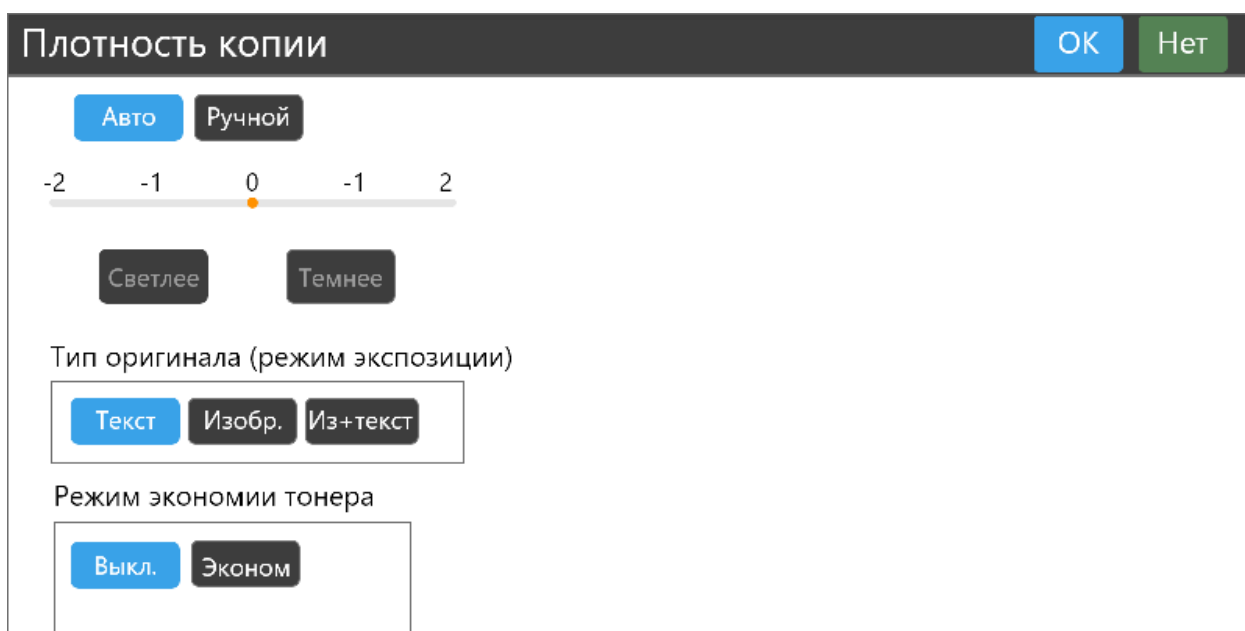 Плотность копии ОК Нет
Авто Ручной
-2 -1 0 -1 2
Светлее Темнее
Тип оригинала (режим экспозиции)
Текст Изобр. Из+текст
Режим экономии тонера
Выкл. Эконом